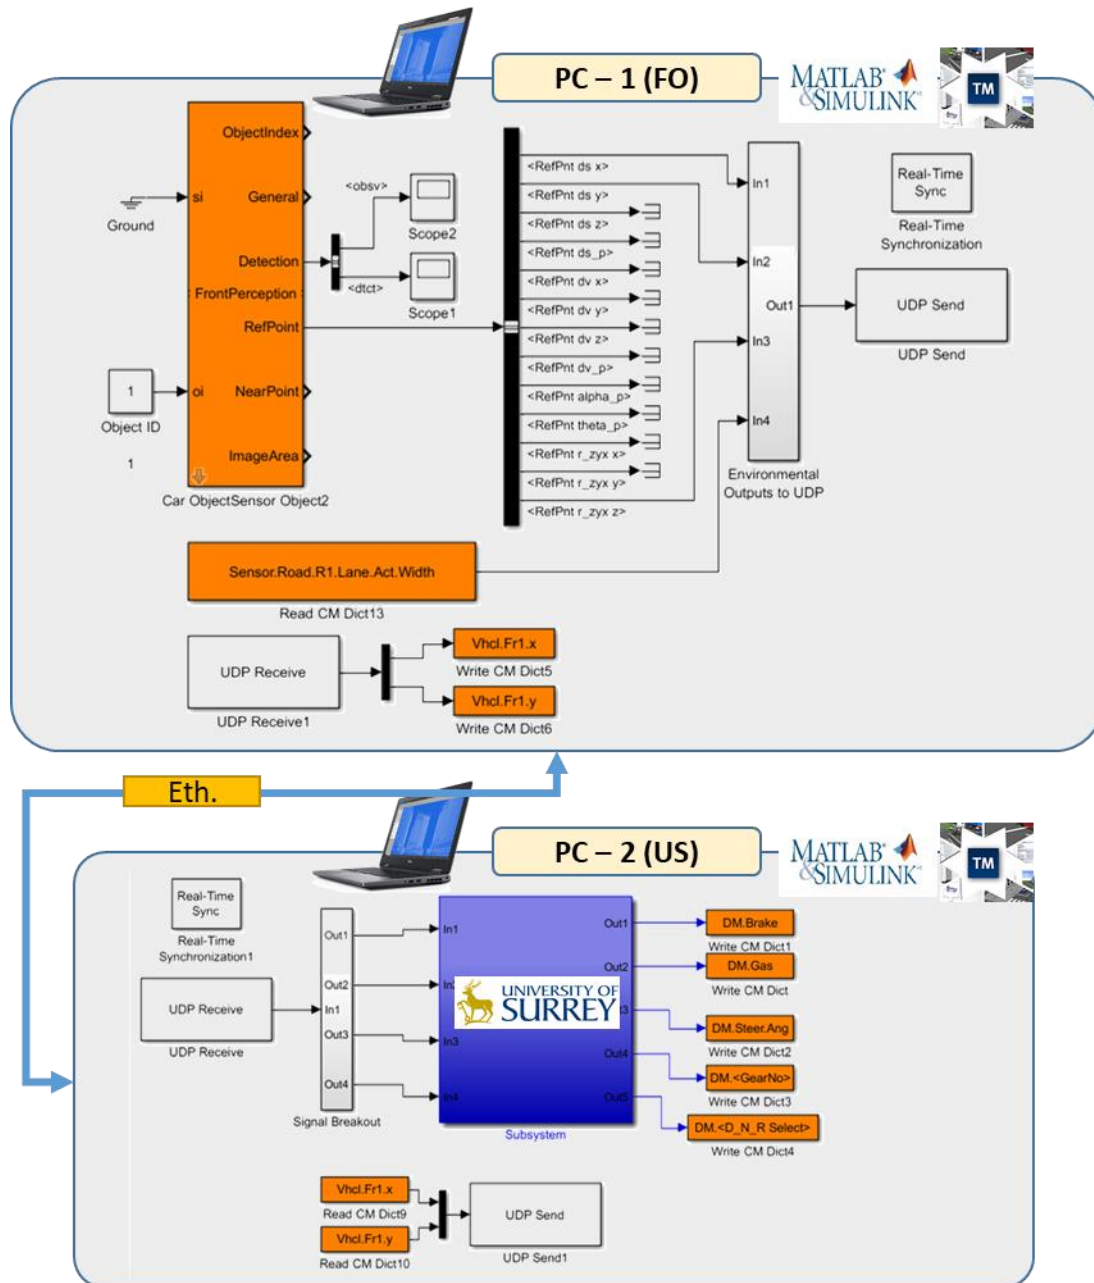 PC – 1 (FO)
MATLAB®
&SIMULINK®
TM
ObjectIndex
si
General
Ground
Detection
FrontPerception
RefPoint
oi
NearPoint
1
Object ID
1
ImageArea
Car ObjectSensor Object2
<obsv>
Scope2
<dtct>
Scope1
<RefPnt ds x>
<RefPnt ds y>
<RefPnt ds z>
<RefPnt ds_p>
<RefPnt dv x>
<RefPnt dv y>
<RefPnt dv z>
<RefPnt dv_p>
<RefPnt alpha_p>
<RefPnt theta_p>
<RefPnt r_zyx x>
<RefPnt r_zyx y>
<RefPnt r_zyx z>
In1
In2
Out1
In3
In4
Environmental
Outputs to UDP
Real-Time
Sync
Real-Time
Synchronization
UDP Send
UDP Send
Sensor.Road.R1.Lane.Act.Width
Read CM Dict13
UDP Receive
UDP Receive1
Vhcl.Fr1.x
Write CM Dict5
Vhcl.Fr1.y
Write CM Dict6
Eth.
PC – 2 (US)
MATLAB®
&SIMULINK®
TM
Real-Time
Sync
Real-Time
Synchronization1
UDP Receive
UDP Receive
Out1
Out2
In1
Out3
Out4
Signal Breakout
In1
In2
In3
In4
UNIVERSITY OF
SURREY
Out1
Out2
Out3
Out4
Out5
Subsystem
DM.Brake
Write CM Dict1
DM.Gas
Write CM Dict
DM.Steer.Ang
Write CM Dict2
DM.<GearNo>
Write CM Dict3
DM.<D_N_R Select>
Write CM Dict4
Vhcl.Fr1.x
Read CM Dict9
Vhcl.Fr1.y
Read CM Dict10
UDP Send
UDP Send1